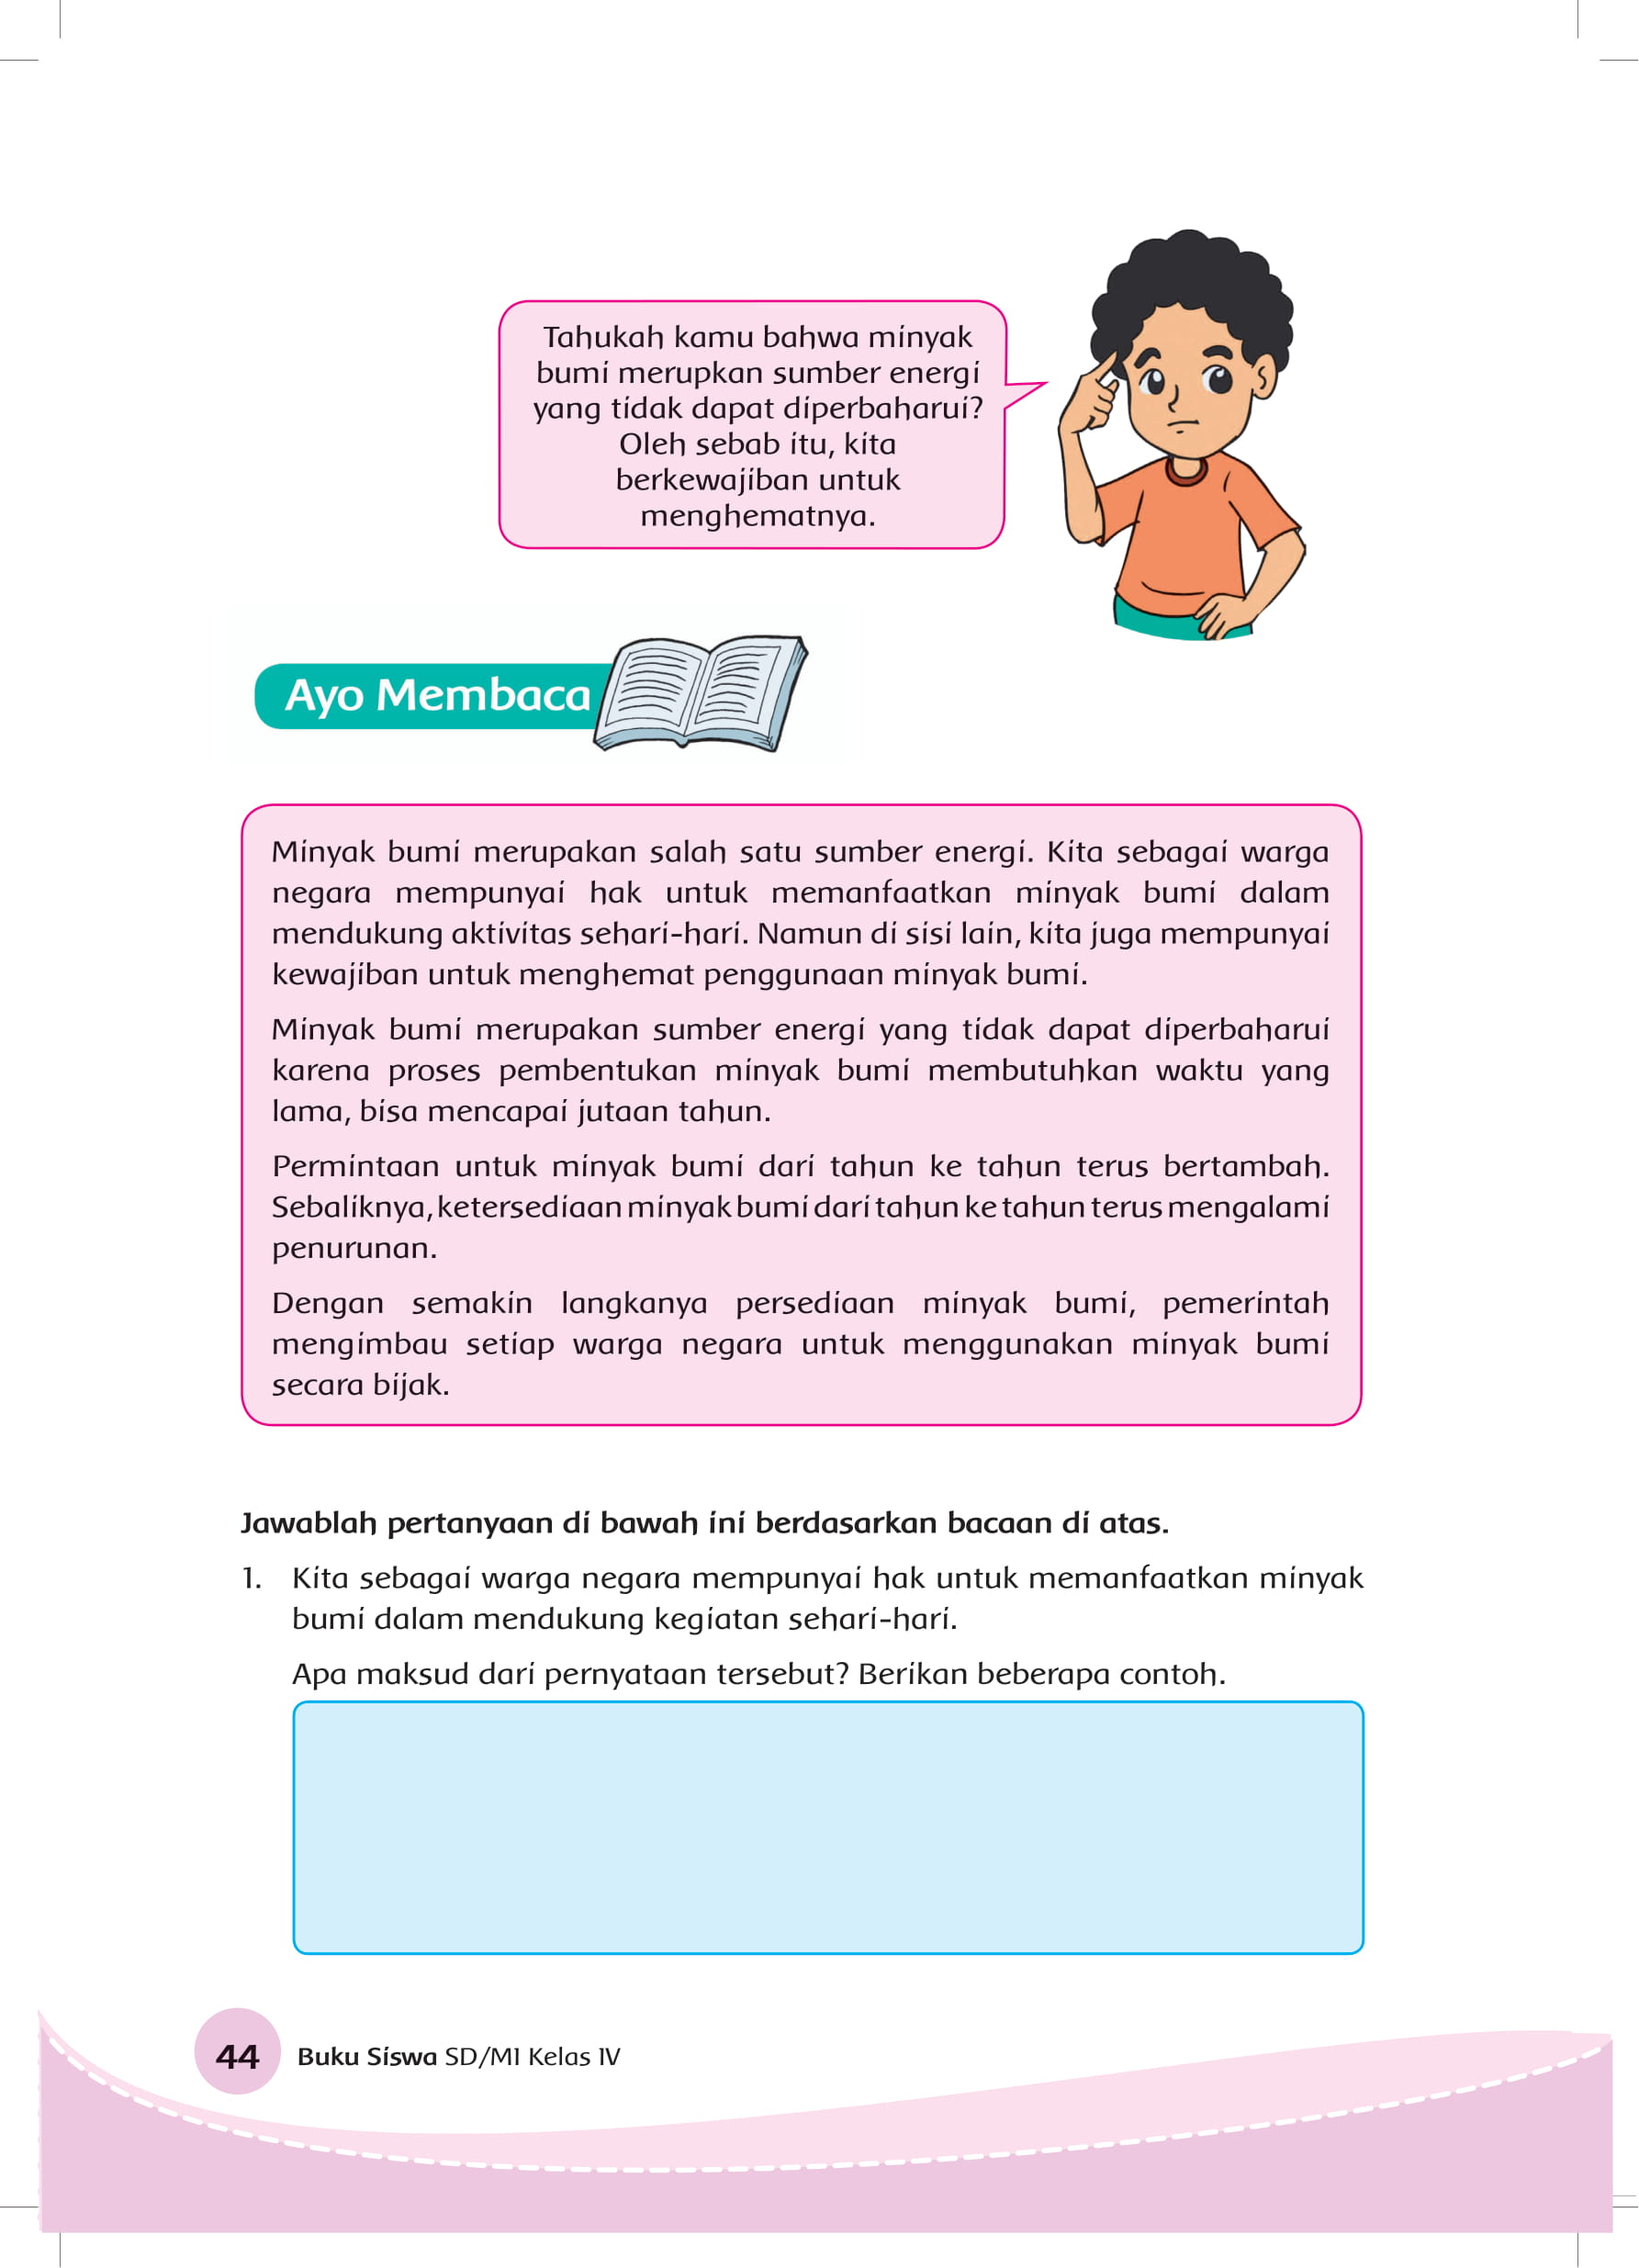 Tahukah kamu bahwa minyak
bumi merupkan sumber energi
yang tidak dapat diperbaharui?
Oleh sebab itu, kita
berkewajiban untuk
menghematnya.
Ayo Membaca
Minyak bumi merupakan salah satu sumber energi. Kita sebagai warga
negara mempunyai hak untuk memanfaatkan minyak bumi dalam
mendukung aktivitas sehari-hari. Namun di sisi lain, kita juga mempunyai
kewajiban untuk menghemat penggunaan minyak bumi.
Minyak bumi merupakan sumber energi yang tidak dapat diperbaharui
karena proses pembentukan minyak bumi membutuhkan waktu yang
lama, bisa mencapai jutaan tahun.
Permintaan untuk minyak bumi dari tahun ke tahun terus bertambah.
Sebaliknya, ketersediaan minyak bumi dari tahun ke tahun terus mengalami
penurunan.
Dengan semakin langkanya persediaan minyak bumi, pemerintah
mengimbau setiap warga negara untuk menggunakan minyak bumi
secara bijak.
Jawablah pertanyaan di bawah ini berdasarkan bacaan di atas.
1. Kita sebagai warga negara mempunyai hak untuk memanfaatkan minyak
bumi dalam mendukung kegiatan sehari-hari.
Apa maksud dari pernyataan tersebut? Berikan beberapa contoh.
44 Buku Siswa SD/MI Kelas IV